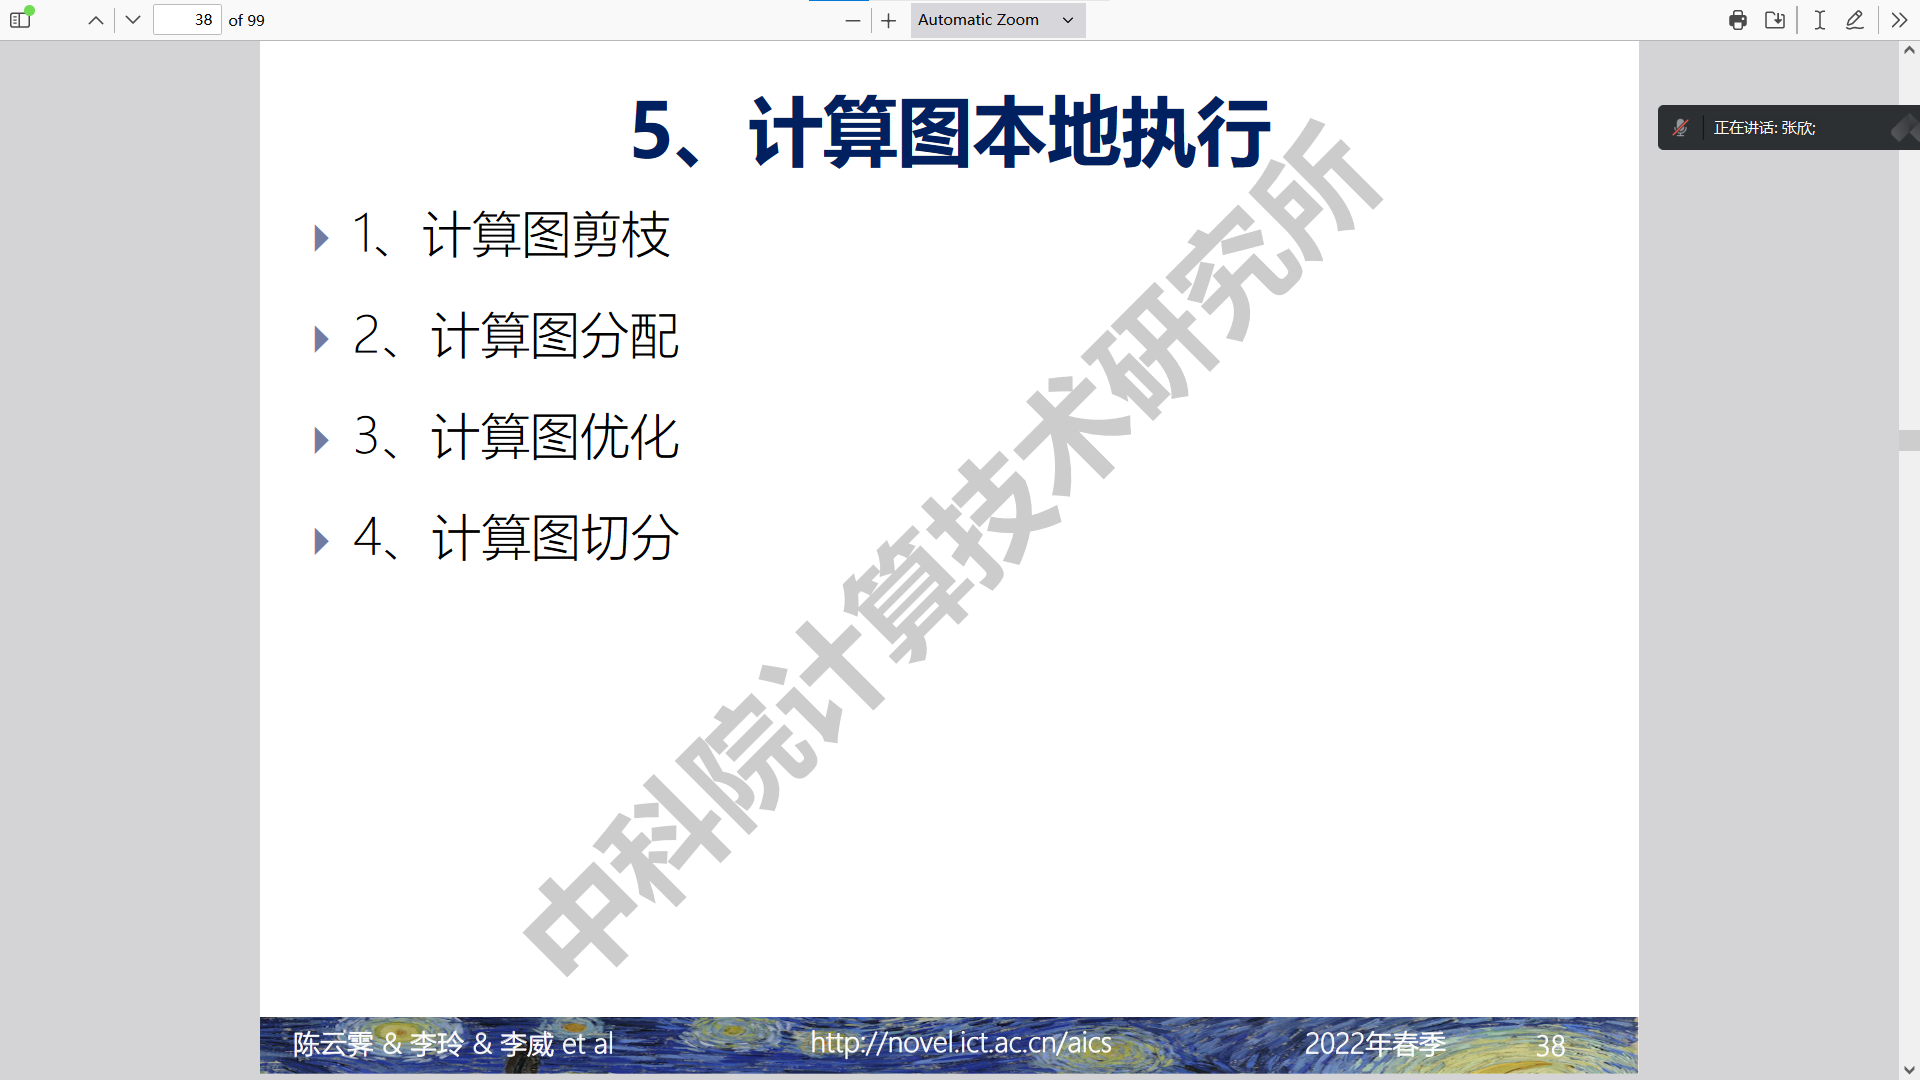 38 of 99
Automatic Zoom
正在讲话: 张欣;
5、计算图本地执行
1、计算图剪枝
2、计算图分配
3、计算图优化
4、计算图切分
中科院计算技术研究所
陈云霁 & 李玲 & 李威 et al
http://novel.ict.ac.cn/aics
2022年春季
38